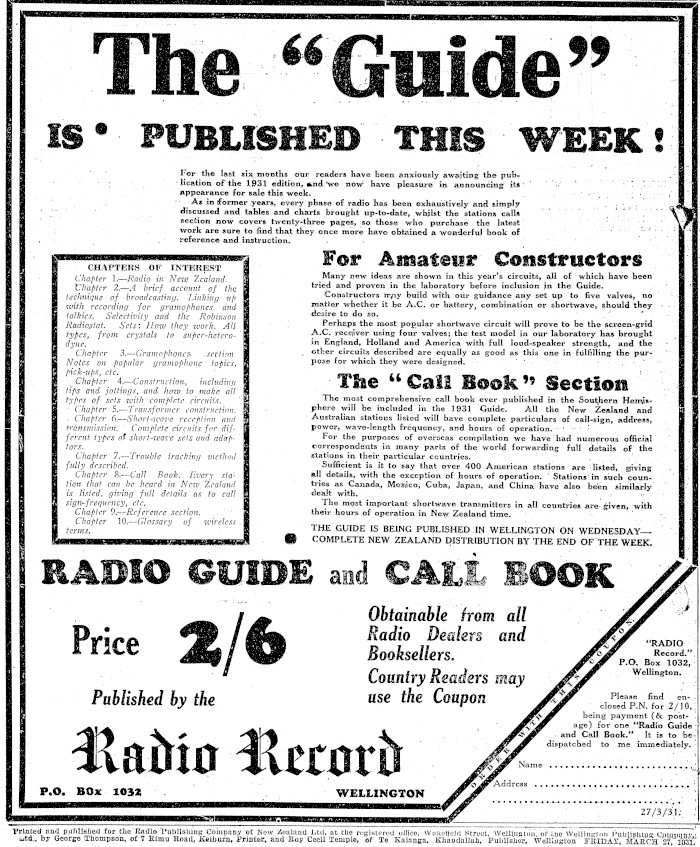 The "Guide"
IS PUBLISHED THIS WEEK!
For the last six months our readers have been anxiously awaiting the pub-
lication of the 1931 edition, and we now have pleasure in announcing its
appearance for sale this week.
As in former years, every phase of radio has been exhaustively and simply
discussed and tables and charts brought up-to-date, whilst the stations calls
section now covers twenty-three pages, so those who purchase the latest
work are sure to find that they once more have obtained a wonderful book of
reference and instruction.
CHAPTERS OF INTEREST
Chapter 1.—Radio in New Zealand.
Chapter 2.—A brief account of the
technique of broadcasting. Linking up
with recording for gramophones and
talkies. Selectivity and the Robinson
Radiostat. Sets: How they work. All
types, from crystals to super-hetero-
dyne.
Chapter 3.—Gramophones section
Notes on popular gramophone topics,
pick-ups, etc.
Chapter 4.—Construction, including
tips and jottings, and how to make all
types of sets with complete circuits.
Chapter 5.—Transformer construction.
Chapter 6.—Short-wave reception and
transmission. Complete circuits for dif-
ferent types of short-wave sets and adap-
tors.
Chapter 7.—Trouble tracking method
fully described.
Chapter 8.—Call Book. Every sta-
tion that can be heard in New Zealand
is listed, giving full details as to call
sign-frequency, etc.
Chapter 9.—Reference section.
Chapter 10.—Glossary of wireless
terms.
For Amateur Constructors
Many new ideas are shown in this year's circuits, all of which have been
tried and proven in the laboratory before inclusion in the Guide.
Constructors may build with our guidance any set up to five valves, no
matter whether it be A.C. or battery, combination or shortwave, should they
desire to do so.
Perhaps the most popular shortwave circuit will prove to be the screen-grid
A.C. receiver using four valves; the test model in our laboratory has brought
in England, Holland and America with full loud-speaker strength, and the
other circuits described are equally as good as this one in fulfilling the pur-
pose for which they were designed.
The "Call Book" Section
The most comprehensive call book ever published in the Southern Hemis-
phere will be included in the 1931 Guide. All the New Zealand and
Australian stations listed will have complete particulars of call-sign, address,
power, wave-length frequency, and hours of operation.
For the purposes of overseas compilation we have had numerous official
correspondents in many parts of the world forwarding full details of the
stations in their particular countries.
Sufficient is it to say that over 400 American stations are listed, giving
all details, with the exception of hours of operation. Stations in such coun-
tries as Canada, Mexico, Cuba, Japan, and China have also been similarly
dealt with.
The most important shortwave transmitters in all countries are given, with
their hours of operation in New Zealand time.
THE GUIDE IS BEING PUBLISHED IN WELLINGTON ON WEDNESDAY—
COMPLETE NEW ZEALAND DISTRIBUTION BY THE END OF THE WEEK.
RADIO GUIDE and CALL BOOK
Price 2/6
Obtainable from all
Radio Dealers and
Booksellers.
Country Readers may
use the Coupon
Published by the
Radio Record
P.O. BOX 1032 WELLINGTON
ORDER WITH THIS COUPON.
"RADIO
Record."
P.O. Box 1032,
Wellington.
Please find en-
closed P.N. for 2/10,
being payment (& post-
age) for one "Radio Guide
and Call Book." It is to be
dispatched to me immediately.
Name
Address
27/3/31.
Printed and published for the Radio Publishing Company of New Zealand Ltd. at the registered office, Wakefield Street, Wellington, of the Wellington Publishing Company,
Ltd., by George Thompson, of 7 Rimu Road, Kelburn, Printer, and Roy Cecil Temple, of Te Kainga, Khandallah, Publisher, Wellington FRIDAY, MARCH 27, 1931.